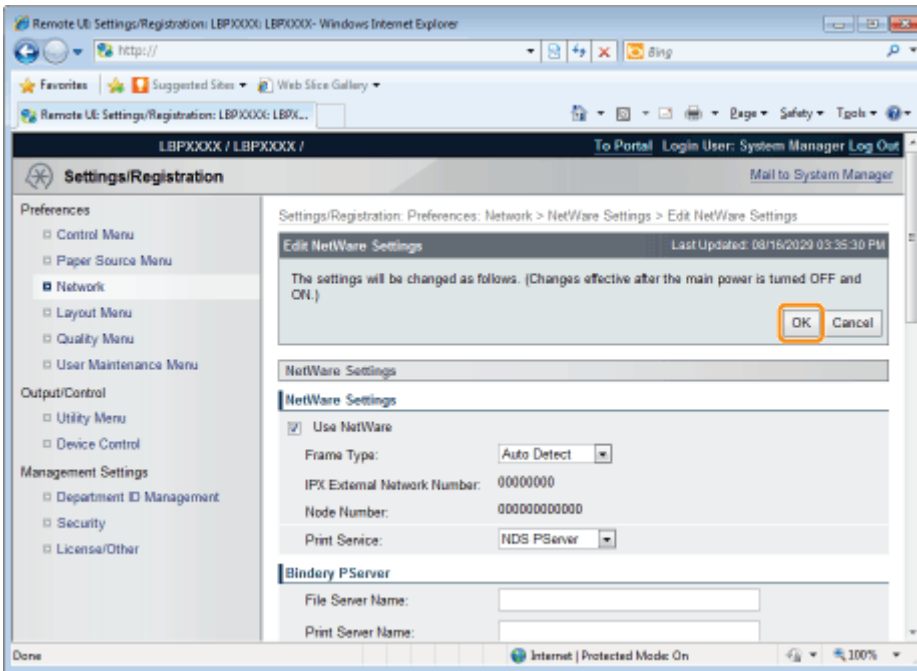 Remote UI: Settings/Registration: LBPXXXX: LBPXXXX- Windows Internet Explorer
http://
Bing
Favorites Suggested Sites Web Slice Gallery
Remote UI: Settings/Registration: LBPXXXX: LBPX...
Page Safety Tools
LBPXXXX / LBPXXXX /
To Portal Login User: System Manager Log Out
Settings/Registration
Mail to System Manager
Preferences
Control Menu
Paper Source Menu
Network
Layout Menu
Quality Menu
User Maintenance Menu
Output/Control
Utility Menu
Device Control
Management Settings
Department ID Management
Security
License/Other
Settings/Registration: Preferences: Network > NetWare Settings > Edit NetWare Settings
Edit NetWare Settings
Last Updated: 08/16/2029 03:35:30 PM
The settings will be changed as follows. (Changes effective after the main power is turned OFF and
ON.)
OK Cancel
NetWare Settings
NetWare Settings
Use NetWare
Frame Type: Auto Detect
IPX External Network Number: 00000000
Node Number: 000000000000
Print Service: NDS PServer
Bindery PServer
File Server Name:
Print Server Name:
Done
Internet | Protected Mode: On
100%